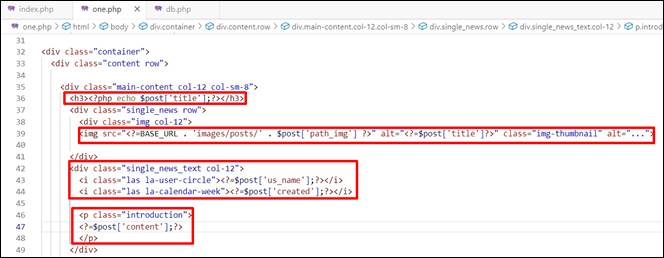 index.php one.php × db.php
one.php > html > body > div.container > div.content.row > div.main-content.col-12.col-sm-8 > div.single_news.row > div.single_news_text.col-12 > p.introd
31
32 <div class="container">
33 <div class="content row">
34
35 <div class="main-content col-12 col-sm-8">
36 <h3><?php echo $post['title'];?></h3>
37 <div class="single_news row">
38 <div class="img col-12">
39 <img src="<?=BASE_URL . 'images/posts/' . $post['path_img'] ?>" alt="<?=$post['title']?>" class="img-thumbnail" alt="...">
40
41 </div>
42 <div class="single_news_text col-12">
43 <i class="las la-user-circle"><?=$post['us_name'];?></i>
44 <i class="las la-calendar-week"><?=$post['created'];?></i>
45
46 <p class="introduction">
47 <?=$post['content'];?>
48 </p>
49 </div>